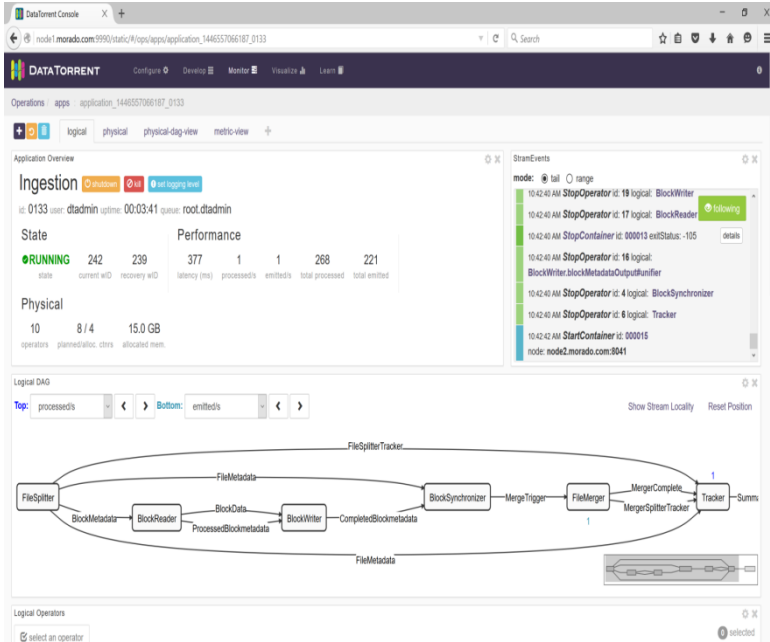 DataTorrent Console
node1.morado.com:9990/static/#/ops/apps/application_1446557066187_0133
Search
DATATORRENT
Configure
Develop
Monitor
Visualize
Learn
Operations / apps / application_1446557066187_0133
logical
physical
physical-dag-view
metric-view
Application Overview
Ingestion
shutdown
kill
set logging level
id: 0133 user: dtadmin uptime: 00:03:41 queue: root.dtadmin
State
RUNNING 242 239
state current wID recovery wID
Performance
377 1 1 268 221
latency (ms) processed/s emitted/s total processed total emitted
Physical
10 8 / 4 15.0 GB
operators planned/alloc. ctnrs allocated mem.
StramEvents
mode: tail range
10:42:40 AM StopOperator id: 19 logical: BlockWriter
following
10:42:40 AM StopOperator id: 17 logical: BlockReader
10:42:40 AM StopContainer id: 000013 exitStatus: -105
details
10:42:40 AM StopOperator id: 16 logical:
BlockWriter.blockMetadataOutput#unifier
10:42:40 AM StopOperator id: 4 logical: BlockSynchronizer
10:42:40 AM StopOperator id: 6 logical: Tracker
10:42:42 AM StartContainer id: 000015
node: node2.morado.com:8041
Logical DAG
Top: processed/s
Bottom: emitted/s
Show Stream Locality
Reset Position
FileSplitterTracker
FileMetadata
1
FileSplitter
BlockMetadata
BlockReader
BlockData
ProcessedBlockmetadata
BlockWriter
CompletedBlockmetadata
BlockSynchronizer
MergeTrigger
FileMerger
1
MergerComplete
MergerSplitterTracker
Tracker
Summa
FileMetadata
Logical Operators
select an operator
0 selected